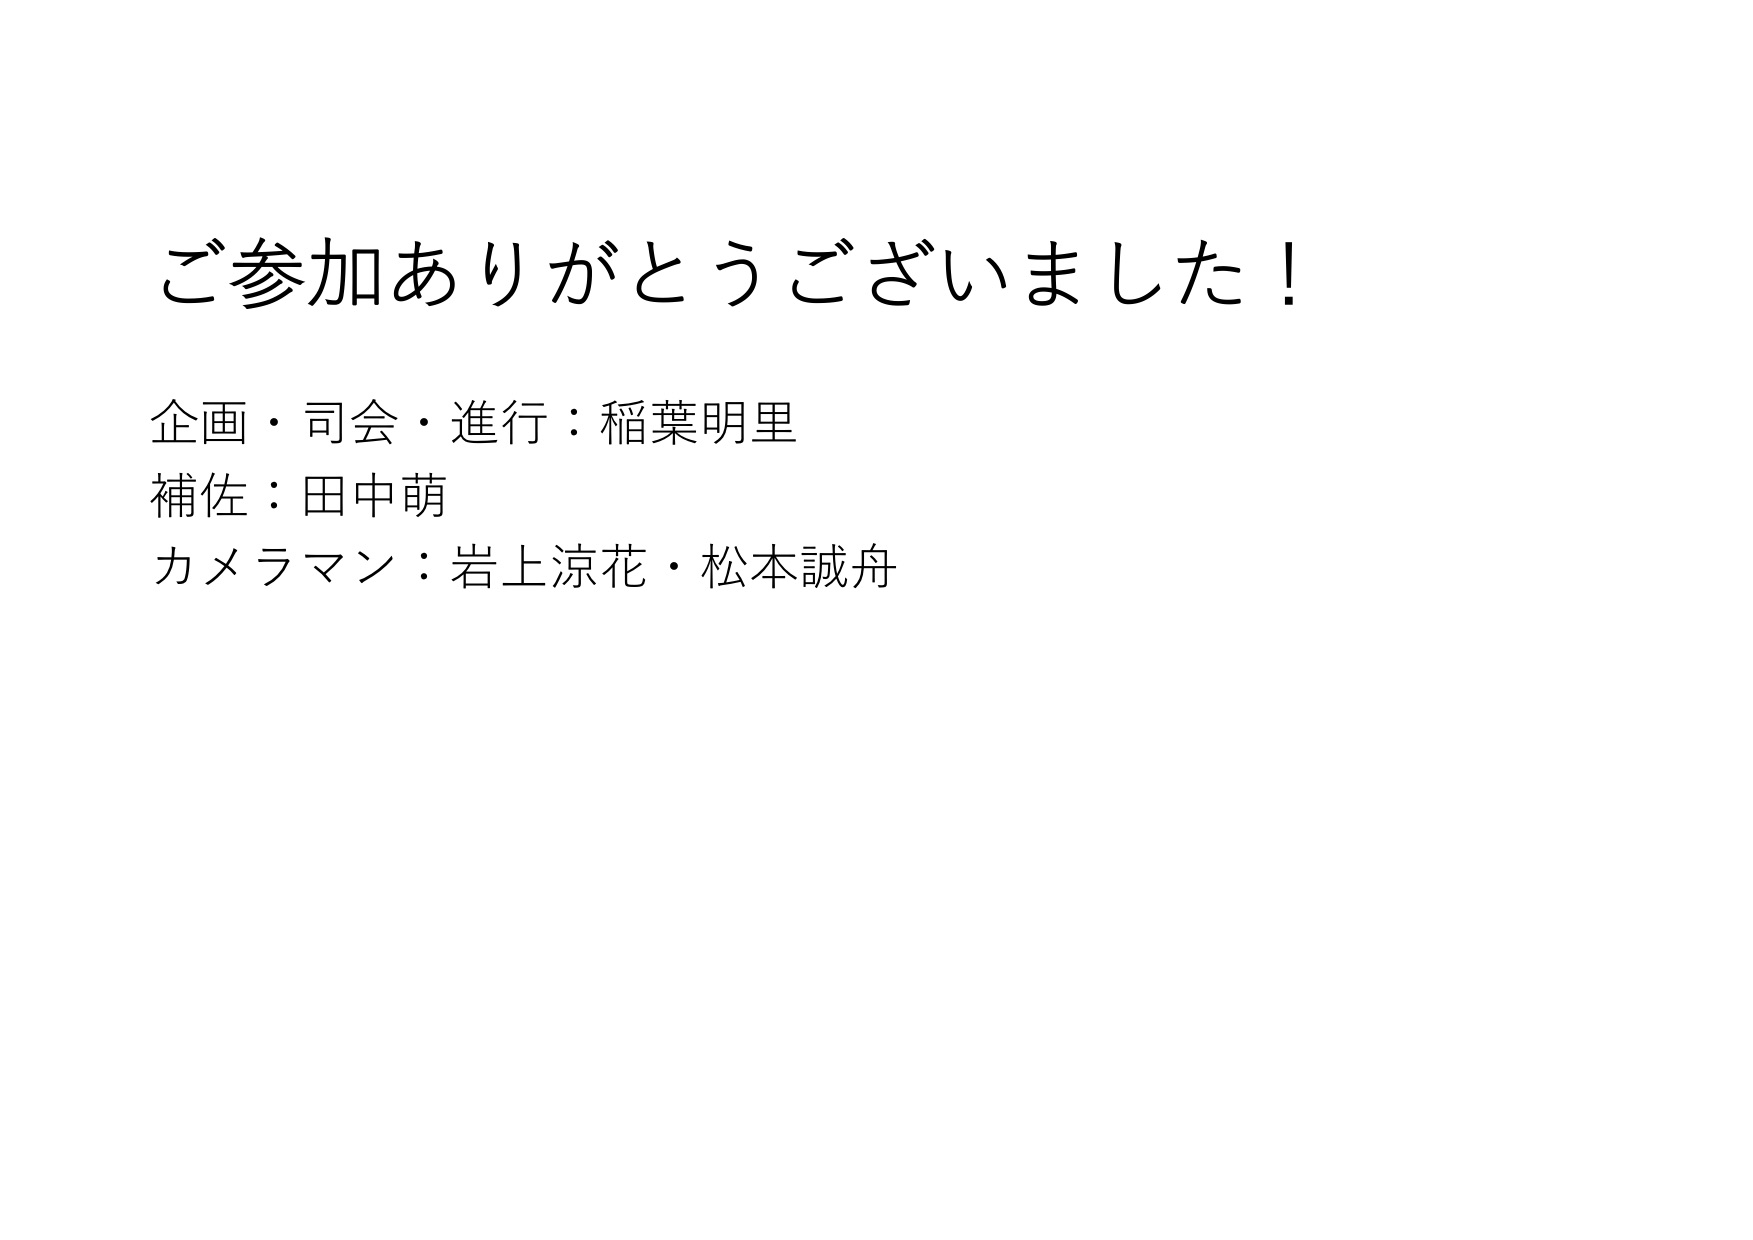 ご参加ありがとうございました！
企画・司会・進行：稲葉明里
補佐：田中萌
カメラマン：岩上涼花・松本誠舟